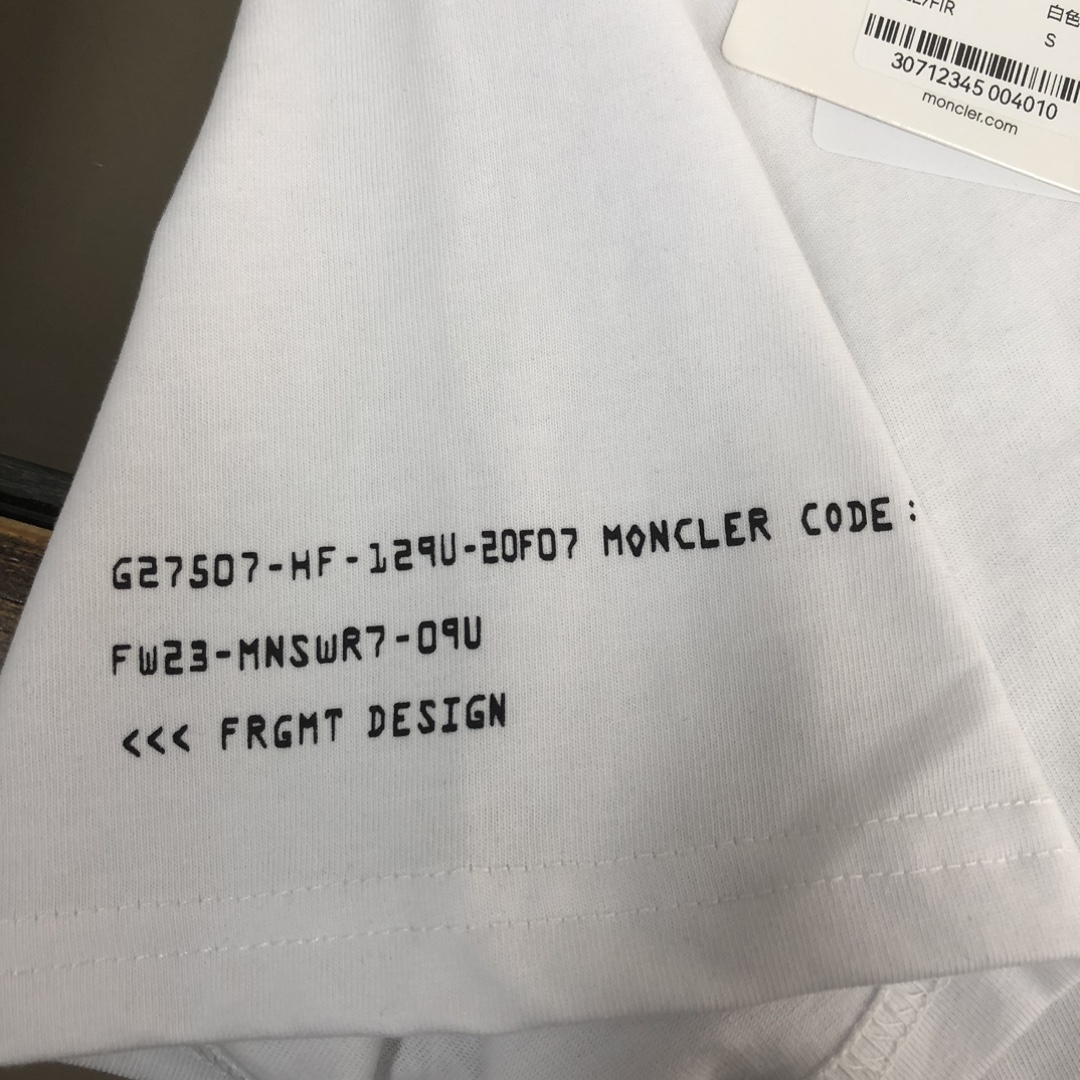 白色
S
30712345 004010
moncler.com
G27507-HF-129U-20F07 MONCLER CODE:
FW23-MNSWR7-09U
<<< FRGMT DESIGN